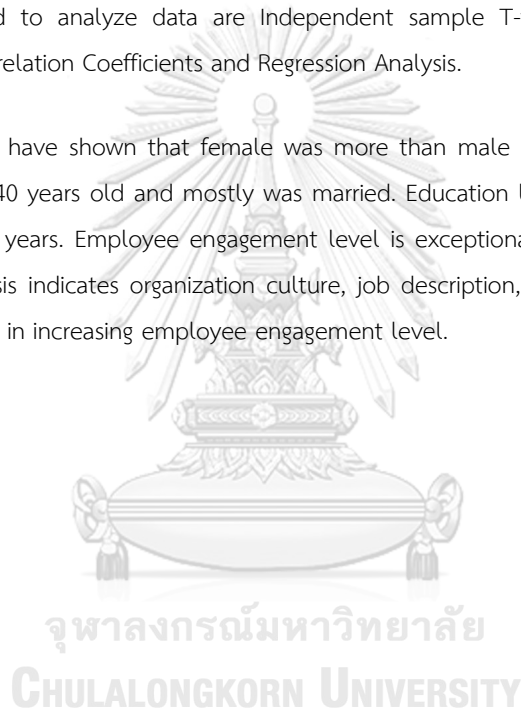 d to analyze data are Independent sample T-
relation Coefficients and Regression Analysis.
have shown that female was more than male
40 years old and mostly was married. Education
years. Employee engagement level is exceptiona
sis indicates organization culture, job description,
in increasing employee engagement level.
จุฬาลงกรณ์มหาวิทยาลัย
CHULALONGKORN UNIVERSITY